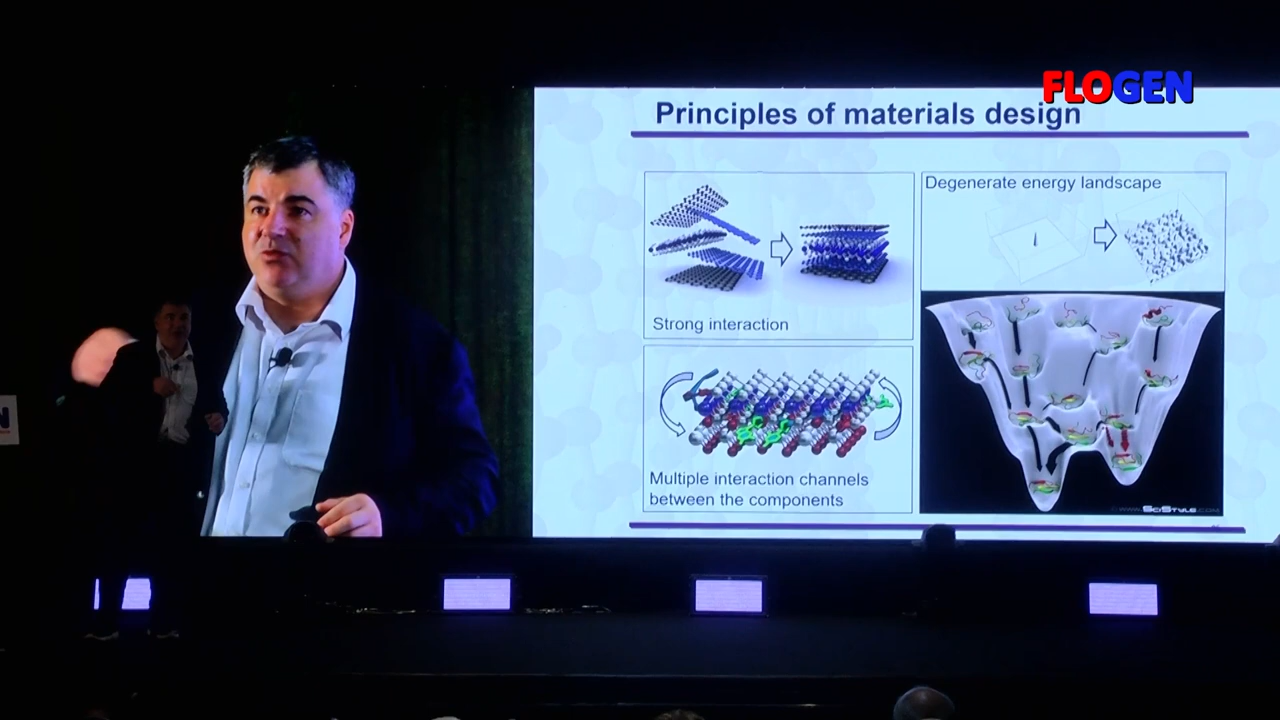 FLOGEN
Principles of materials design
Degenerate energy landscape
Strong interaction
Multiple interaction channels
between the components
© WWW.SCISTYLE.COM
N